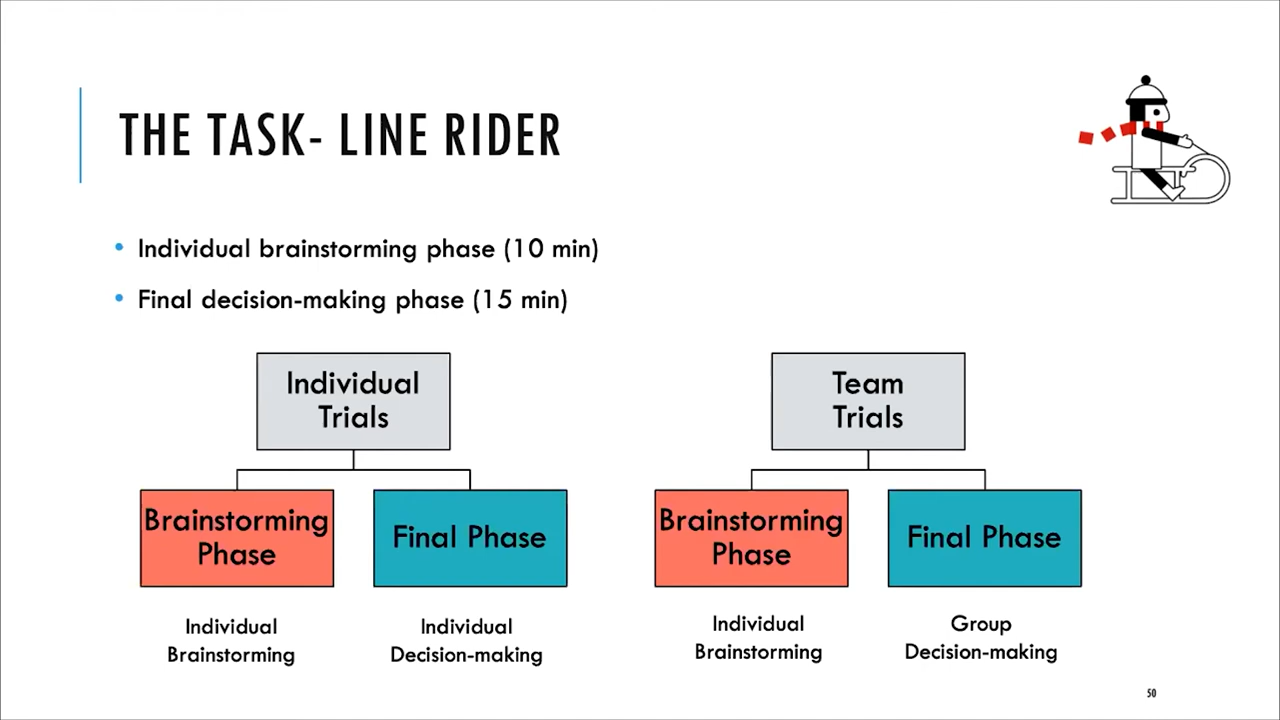 THE TASK- LINE RIDER
• Individual brainstorming phase (10 min)
• Final decision-making phase (15 min)
Individual
Trials
Brainstorming
Phase
Final Phase
Individual
Brainstorming
Individual
Decision-making
Team
Trials
Brainstorming
Phase
Final Phase
Individual
Brainstorming
Group
Decision-making
50